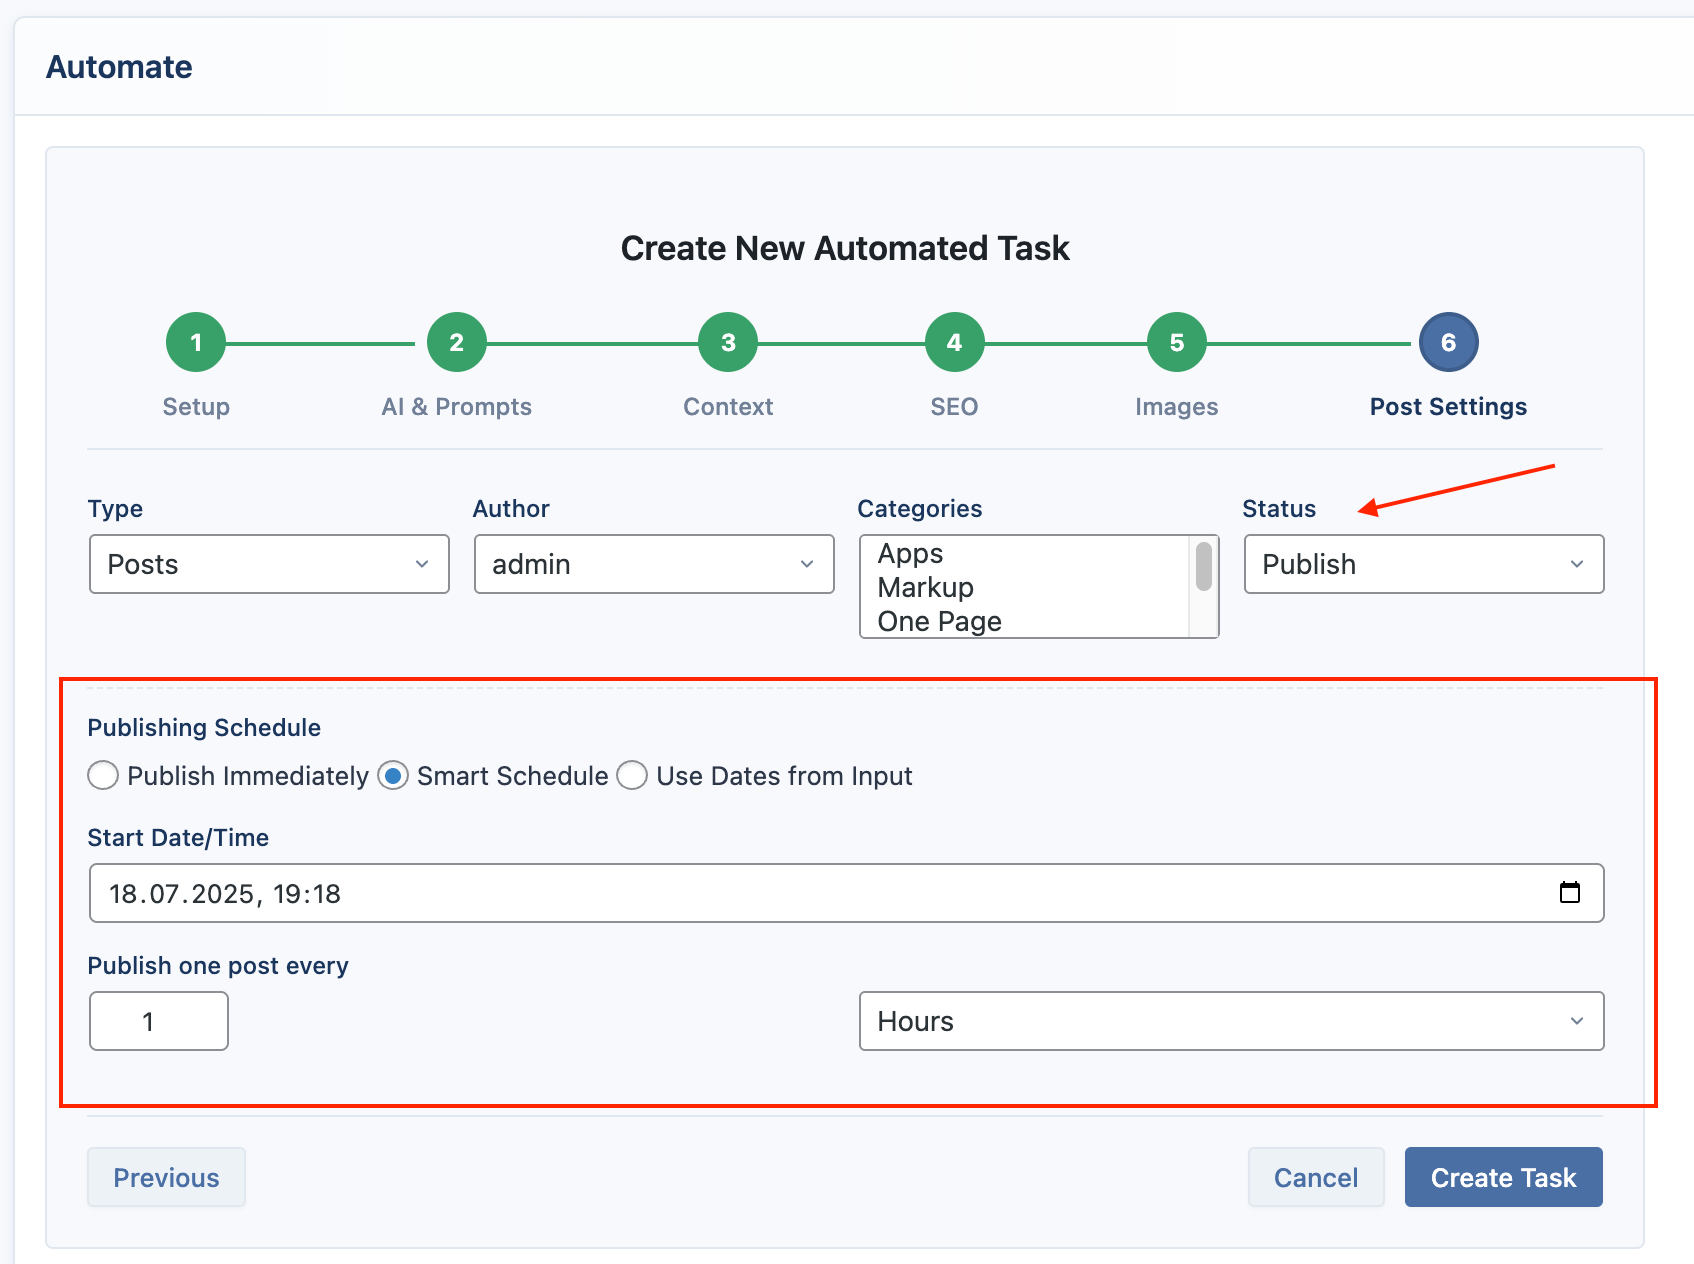 Automate
Create New Automated Task
1 2 3 4 5 6
Setup AI & Prompts Context SEO Images Post Settings
Type Author Categories Status
Posts admin Apps Publish
Markup
One Page
Publishing Schedule
Publish Immediately Smart Schedule Use Dates from Input
Start Date/Time
18.07.2025, 19:18
Publish one post every
1 Hours
Previous Cancel Create Task